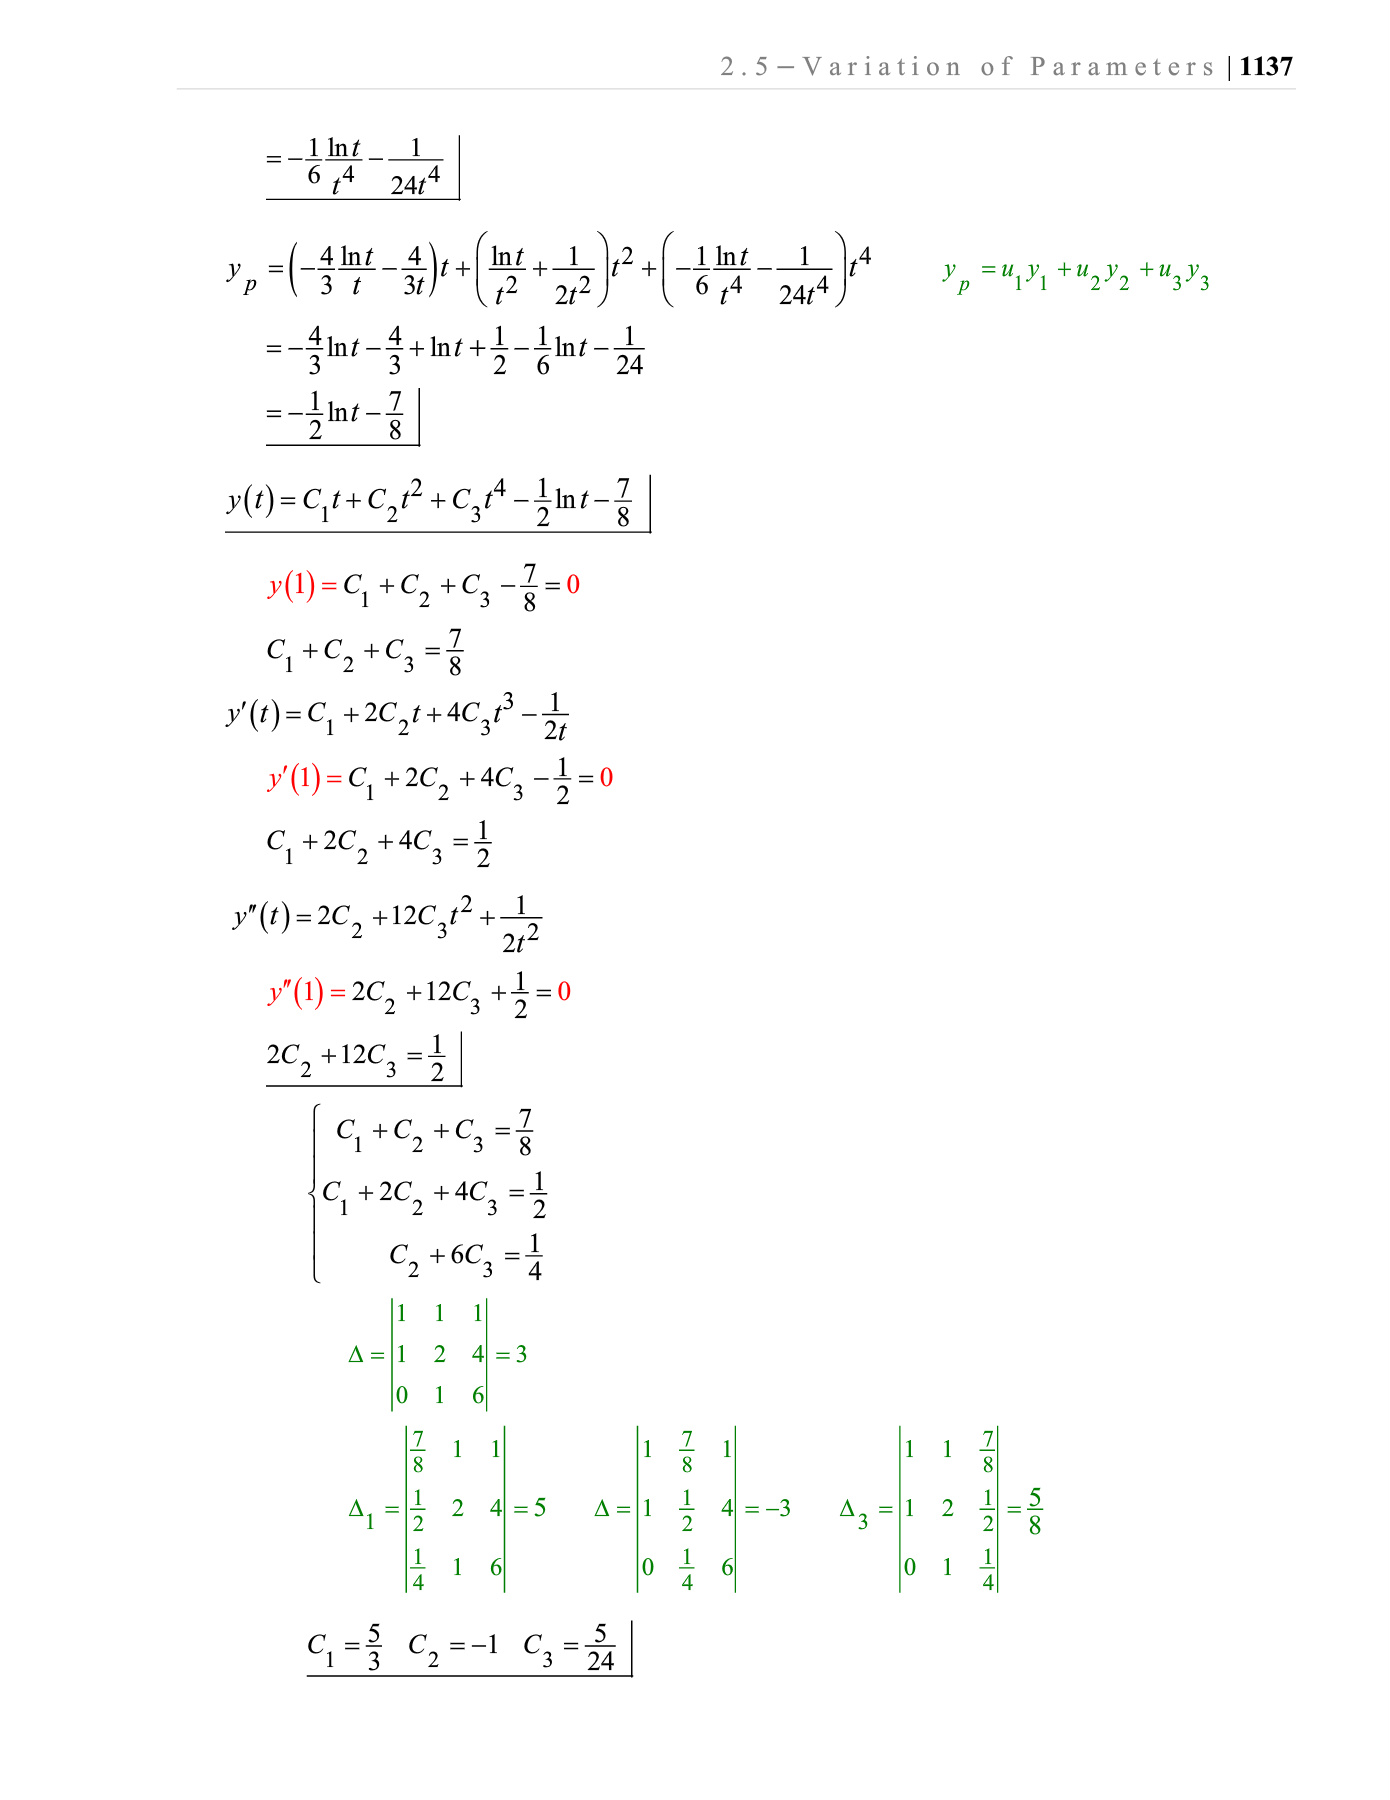 2.5 – Variation of Parameters | 1137
= −\frac{1}{6}\frac{\ln t}{t^4} − \frac{1}{24t^4}
y_p = \left(−\frac{4}{3}\frac{\ln t}{t} − \frac{4}{3t}\right)t + \left(\frac{\ln t}{t^2} + \frac{1}{2t^2}\right)t^2 + \left(−\frac{1}{6}\frac{\ln t}{t^4} − \frac{1}{24t^4}\right)t^4    y_p = u_1y_1 + u_2y_2 + u_3y_3
= −\frac{4}{3}\ln t − \frac{4}{3} + \ln t + \frac{1}{2} − \frac{1}{6}\ln t − \frac{1}{24}
= −\frac{1}{2}\ln t − \frac{7}{8}
y(t) = C_1t + C_2t^2 + C_3t^4 − \frac{1}{2}\ln t − \frac{7}{8}
y(1) = C_1 + C_2 + C_3 − \frac{7}{8} = 0
C_1 + C_2 + C_3 = \frac{7}{8}
y′(t) = C_1 + 2C_2t + 4C_3t^3 − \frac{1}{2t}
y′(1) = C_1 + 2C_2 + 4C_3 − \frac{1}{2} = 0
C_1 + 2C_2 + 4C_3 = \frac{1}{2}
y″(t) = 2C_2 + 12C_3t^2 + \frac{1}{2t^2}
y″(1) = 2C_2 + 12C_3 + \frac{1}{2} = 0
2C_2 + 12C_3 = \frac{1}{2}
\begin{cases} C_1 + C_2 + C_3 = \frac{7}{8} \\
C_1 + 2C_2 + 4C_3 = \frac{1}{2} \\
C_2 + 6C_3 = \frac{1}{4} \end{cases}
Δ = \begin{vmatrix} 1 & 1 & 1 \\ 1 & 2 & 4 \\ 0 & 1 & 6 \end{vmatrix} = 3
Δ_1 = \begin{vmatrix} \frac{7}{8} & 1 & 1 \\ \frac{1}{2} & 2 & 4 \\ \frac{1}{4} & 1 & 6 \end{vmatrix} = 5    Δ = \begin{vmatrix} 1 & \frac{7}{8} & 1 \\ 1 & \frac{1}{2} & 4 \\ 0 & \frac{1}{4} & 6 \end{vmatrix} = −3    Δ_3 = \begin{vmatrix} 1 & 1 & \frac{7}{8} \\ 1 & 2 & \frac{1}{2} \\ 0 & 1 & \frac{1}{4} \end{vmatrix} = \frac{5}{8}
C_1 = \frac{5}{3}  C_2 = −1  C_3 = \frac{5}{24}